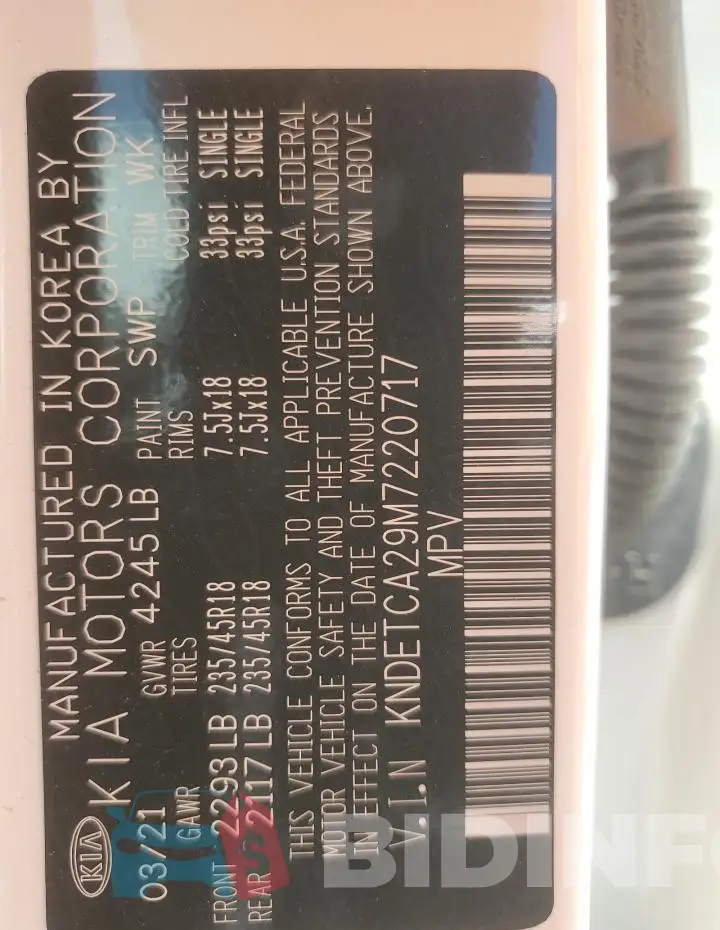 MANUFACTURED IN KOREA BY
KIA KIA MOTORS CORPORATION
03/21 GVWR 4245 LB PAINT SWP TRIM WK
GAWR TIRES RIMS COLD TIRE INFL
FRONT 2293 LB 235/45R18 7.5Jx18 33psi SINGLE
REAR 2117 LB 235/45R18 7.5Jx18 33psi SINGLE
THIS VEHICLE CONFORMS TO ALL APPLICABLE U.S.A. FEDERAL
MOTOR VEHICLE SAFETY AND THEFT PREVENTION STANDARDS
IN EFFECT ON THE DATE OF MANUFACTURE SHOWN ABOVE.
V.I.N KNDETCA29M7220717
MPV
BIDINFO